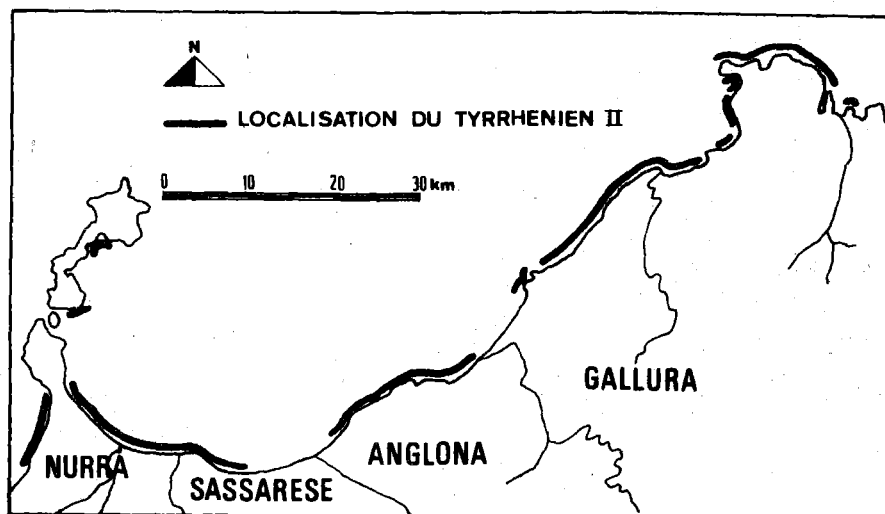 N
LOCALISATION DU TYRRHENIEN II
0 10 20 30 km
GALLURA
ANGLONA
NURRA
SASSARESE